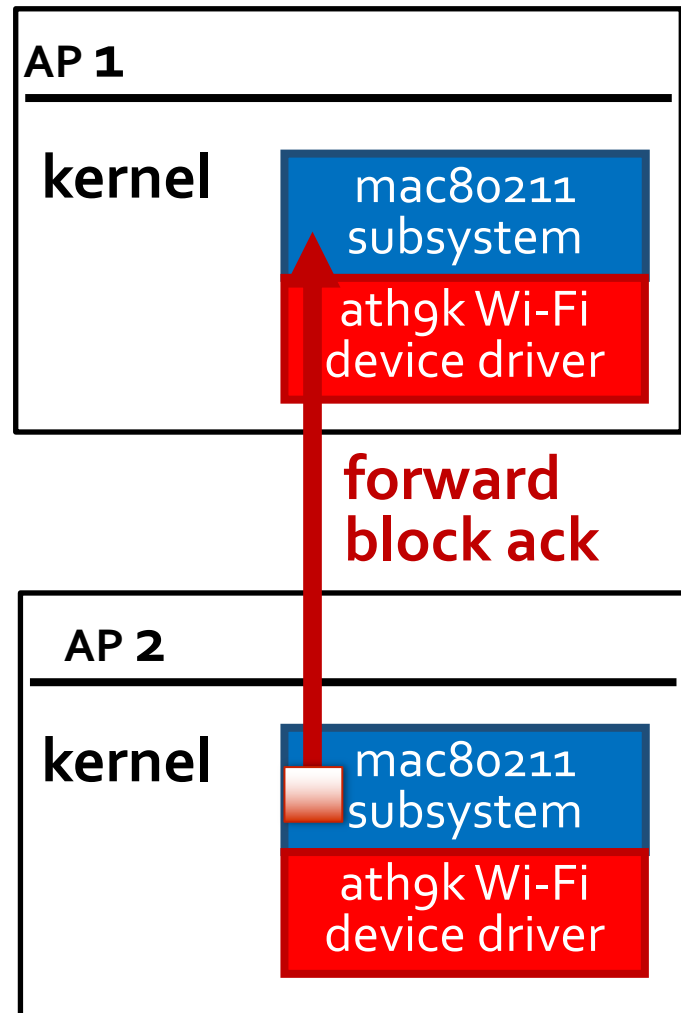 AP 1
kernel
mac80211
subsystem
ath9k Wi-Fi
device driver
forward
block ack
AP 2
kernel
mac80211
subsystem
ath9k Wi-Fi
device driver